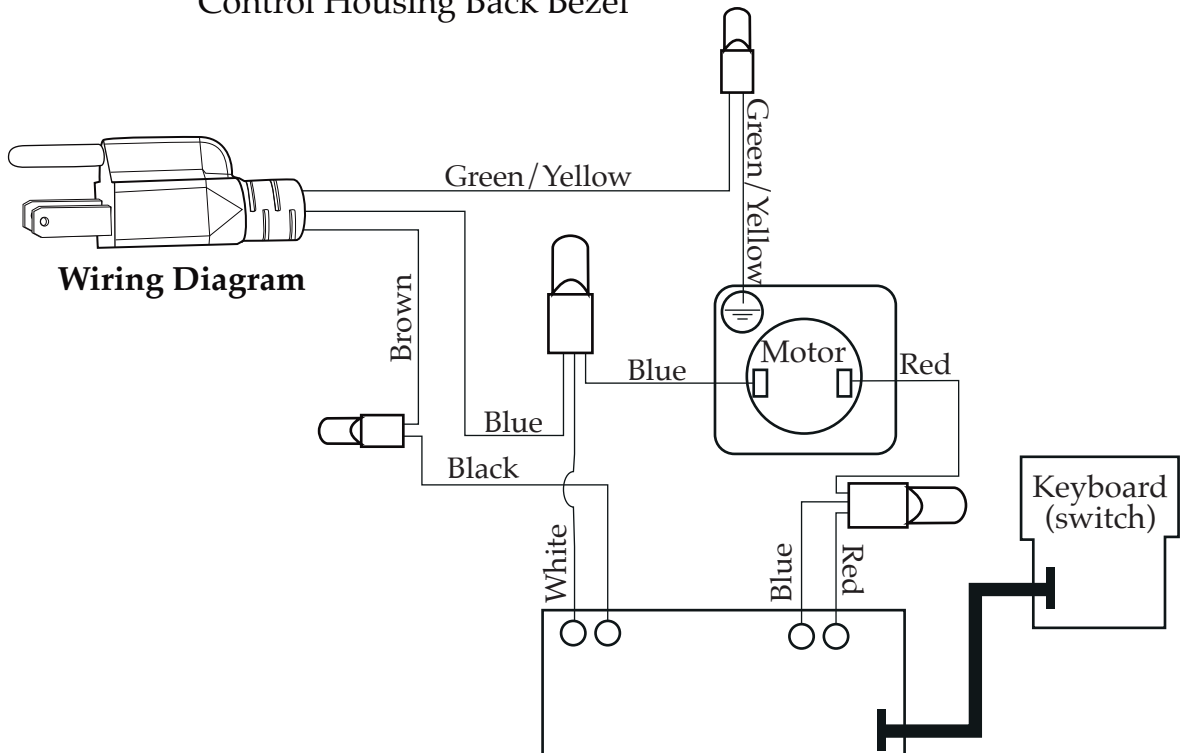 Control Housing Back Bezel
Green/Yellow
Green/Yellow
Wiring Diagram
Brown
Motor
Red
Blue
Blue
Black
Keyboard
(switch)
White
Blue
Red